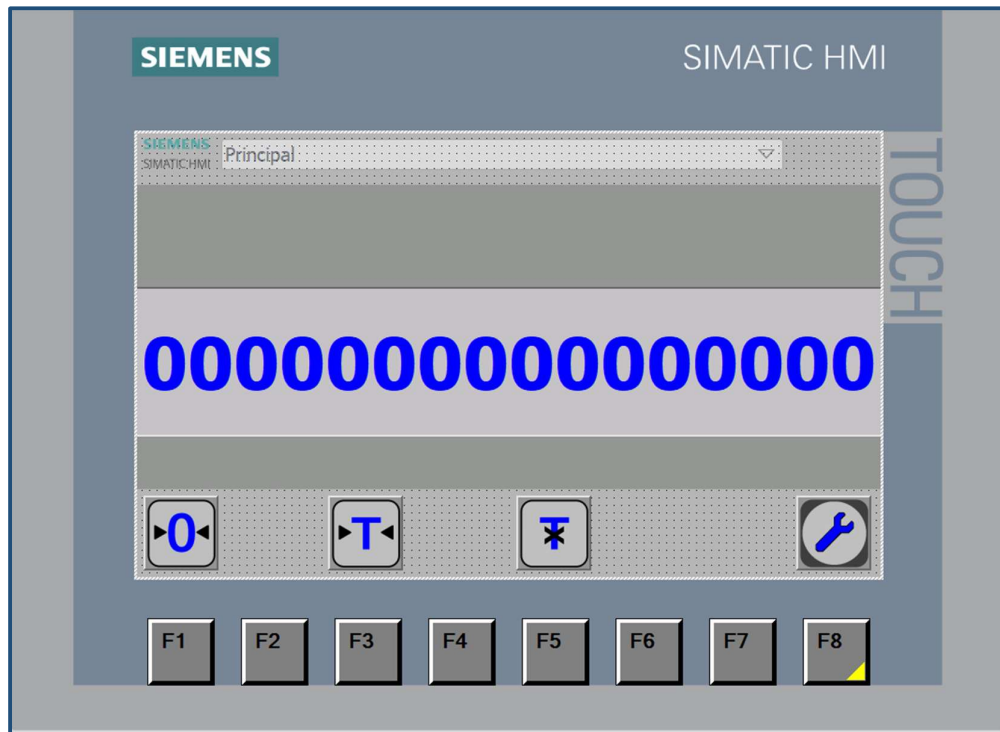 SIEMENS
SIMATIC HMI
SIEMENS
SIMATIC HMI
Principal
TOUCH
0000000000000000
0 T T
F1 F2 F3 F4 F5 F6 F7 F8